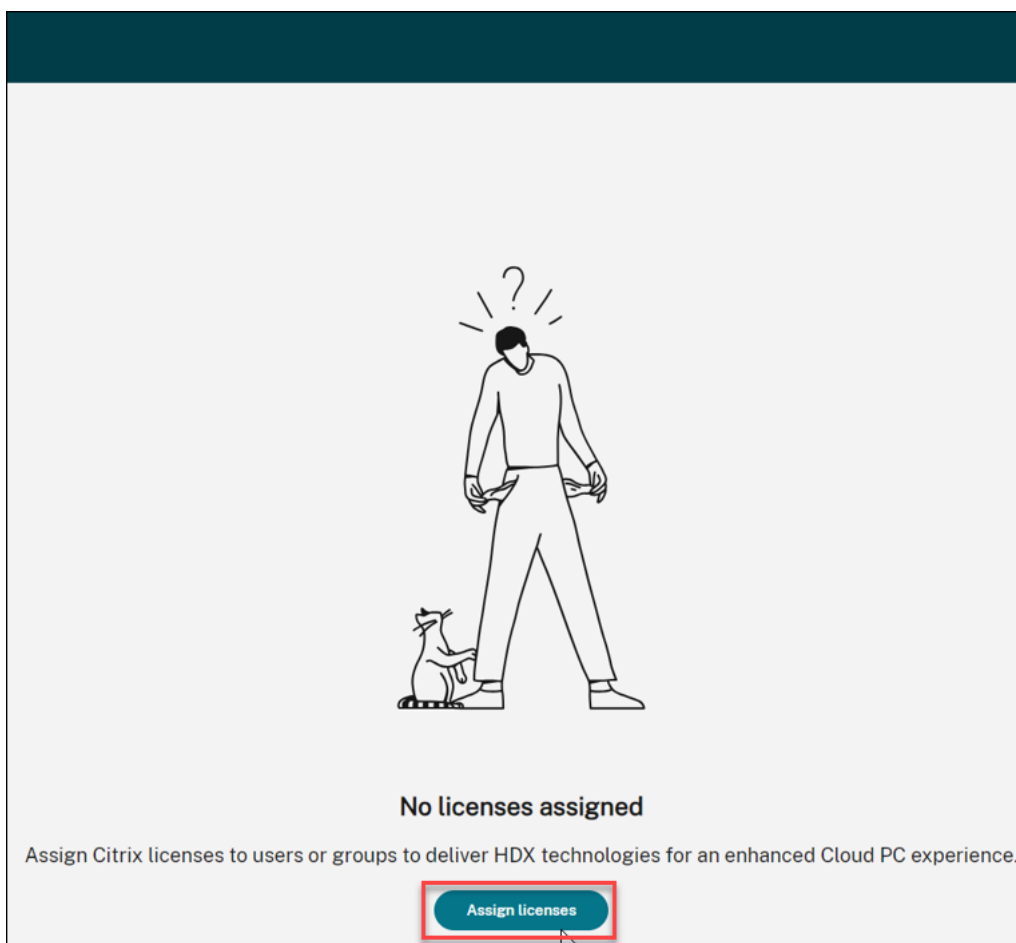 ?
No licenses assigned
Assign Citrix licenses to users or groups to deliver HDX technologies for an enhanced Cloud PC experience.
Assign licenses